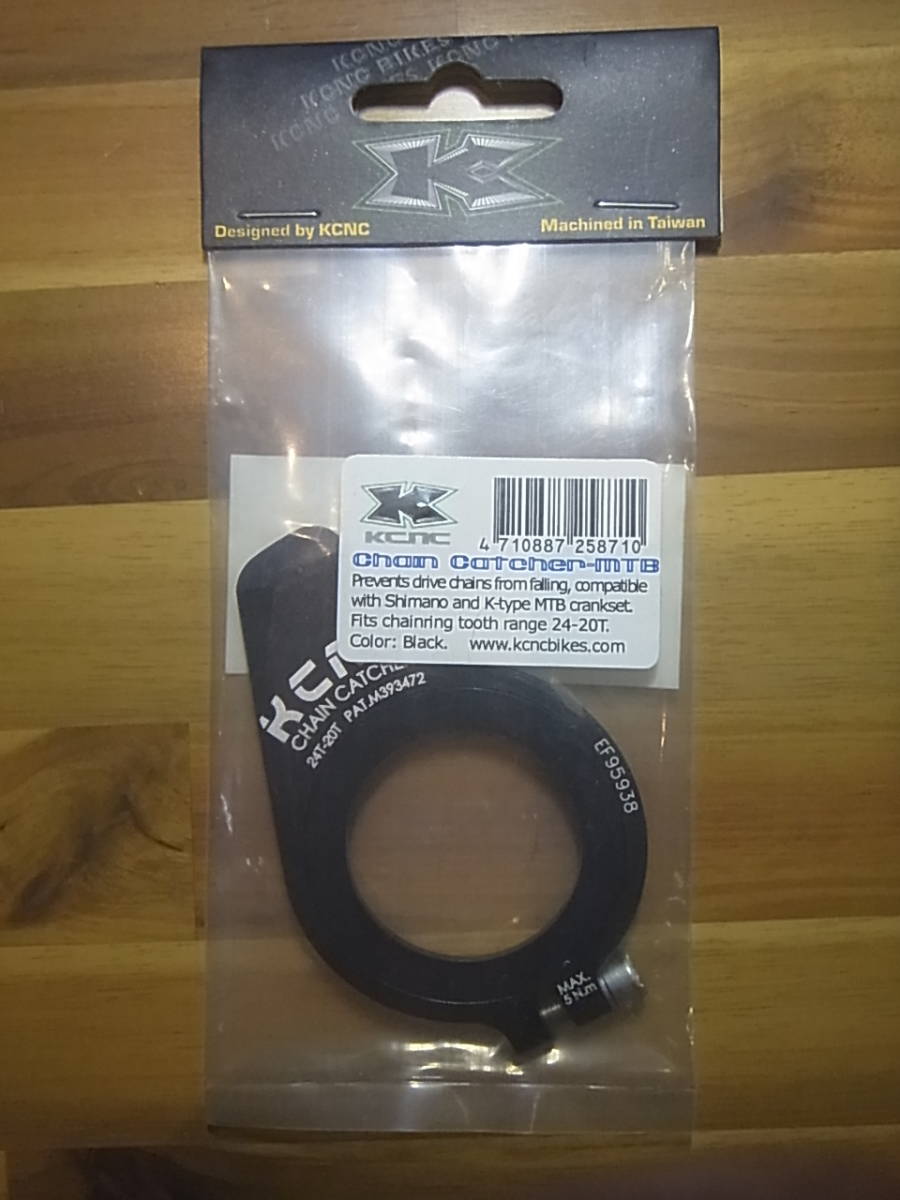 KCNC
KCNC BIKES
KCNC
Designed by KCNC
Machined in Taiwan
KCNC
4 710887 258710
Chain Catcher-MTB
Prevents drive chains from falling, compatible
with Shimano and K-type MTB crankset.
Fits chainring tooth range 24-20T.
Color: Black. www.kcncbikes.com
CHAIN
24T-20T PAT.M393472
EF95938
MAX.
5 N.m